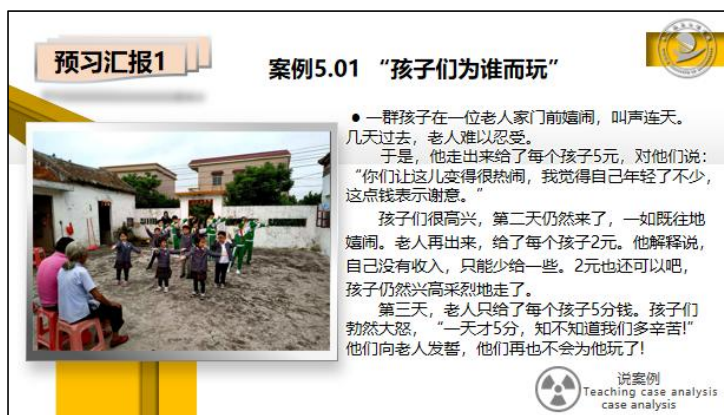 预习汇报1
案例5.01 “孩子们为谁而玩”
● 一群孩子在一位老人家门前嬉闹，叫声连天。
几天过去，老人难以忍受。
于是，他走出来给了每个孩子5元，对他们说：
“你们让这儿变得很热闹，我觉得自己年轻了不少，
这点钱表示谢意。”
孩子们很高兴，第二天仍然来了，一如既往地
嬉闹。老人再出来，给了每个孩子2元。他解释说，
自己没有收入，只能少给一些。2元也还可以吧，
孩子仍然兴高采烈地走了。
第三天，老人只给了每个孩子5分钱。孩子们
勃然大怒，“一天才5分，知不知道我们多辛苦!”
他们向老人发誓，他们再也不会为他玩了!
说案例
Teaching case analysis
case analysis